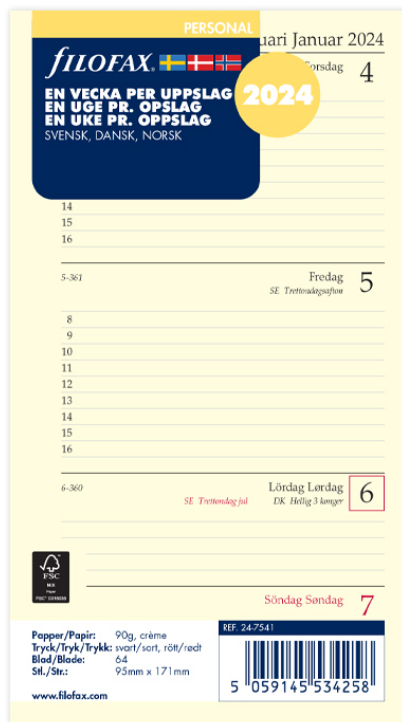 PERSONAL
uari Januar 2024
fILOFAX.
orsdag 4
EN VECKA PER UPPSLAG
EN UGE PR. OPSLAG
EN UKE PR. OPPSLAG
SVENSK, DANSK, NORSK
2024
14
15
16
5-361 Fredag 5
SE Trettondagsafton
8
9
10
11
12
13
14
15
16
6-360 Lördag Lørdag 6
SE Trettondag jul DK Hellig 3 konger
FSC
MIX
Söndag Søndag 7
Papper/Papir: 90g, crème
Tryck/Tryk/Trykk: svart/sort, rött/rødt
Blad/Blade: 64
Stl./Str.: 95mm x 171mm
www.filofax.com
REF. 24-7541
5 059145 534258